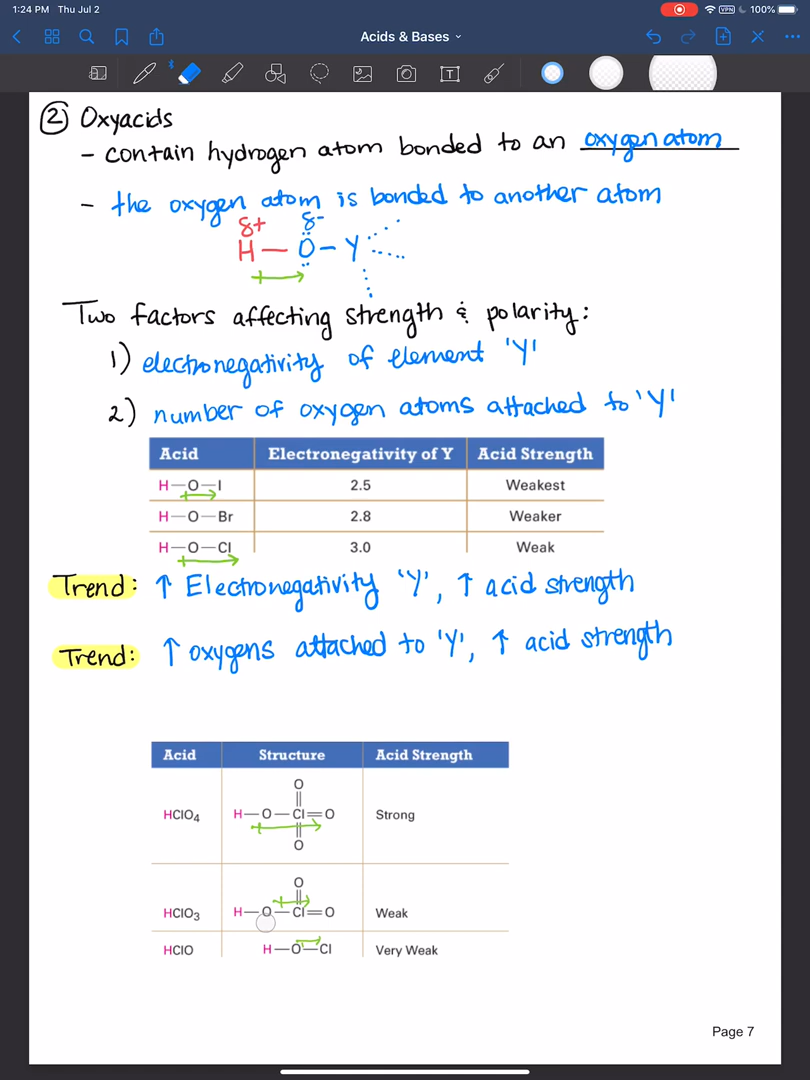 1:24 PM Thu Jul 2
VPN 100%
Acids & Bases
T
② Oxyacids
- contain hydrogen atom bonded to an oxygen atom
- the oxygen atom is bonded to another atom
δ+ δ-
H — O — Y
Two factors affecting strength & polarity:
1) electronegativity of element 'Y'
2) number of oxygen atoms attached to 'Y'
Acid Electronegativity of Y Acid Strength
H—O—I 2.5 Weakest
H—O—Br 2.8 Weaker
H—O—Cl 3.0 Weak
Trend: ↑ Electronegativity 'Y', ↑ acid strength
Trend: ↑ oxygens attached to 'Y', ↑ acid strength
Acid Structure Acid Strength
O
HClO4 H—O—Cl=O Strong
O
O
HClO3 H—O—Cl=O Weak
HClO H—O—Cl Very Weak
Page 7